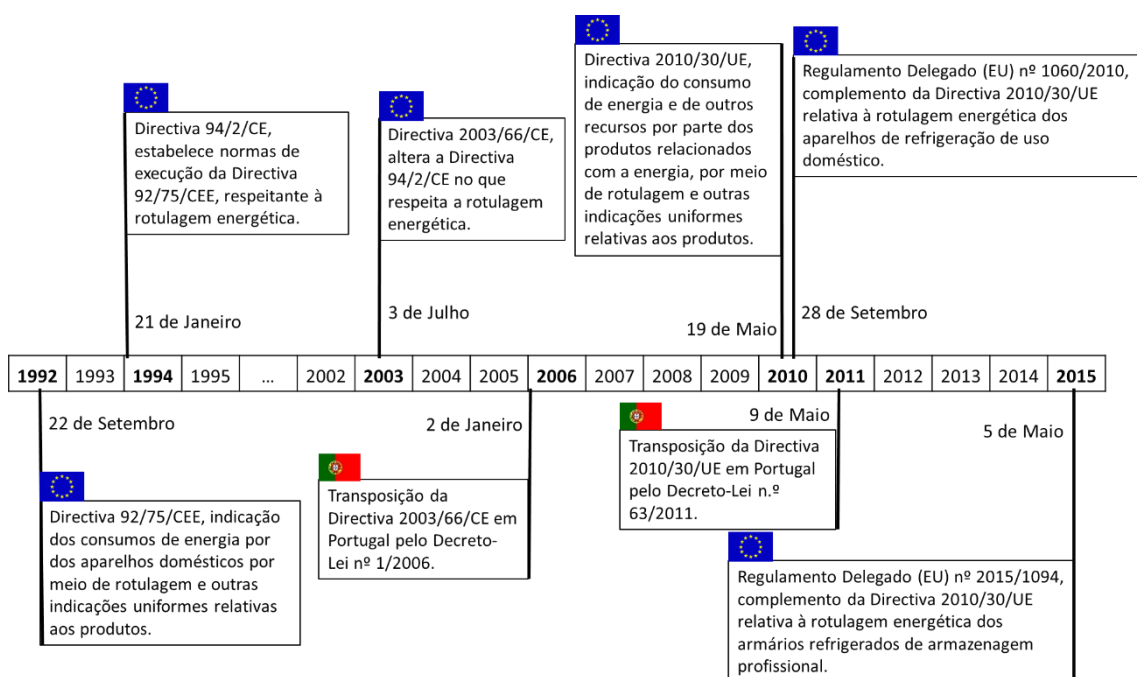 Directiva 94/2/CE,
estabelece normas de
execução da Directiva
92/75/CEE, respeitante à
rotulagem energética.
21 de Janeiro
Directiva 2003/66/CE,
altera a Directiva
94/2/CE no que
respeita a rotulagem
energética.
3 de Julho
Directiva 2010/30/UE,
indicação do consumo
de energia e de outros
recursos por parte dos
produtos relacionados
com a energia, por meio
de rotulagem e outras
indicações uniformes
relativas aos produtos.
19 de Maio
Regulamento Delegado (EU) nº 1060/2010,
complemento da Directiva 2010/30/UE
relativa à rotulagem energética dos
aparelhos de refrigeração de uso
doméstico.
28 de Setembro
1992 1993 1994 1995 ... 2002 2003 2004 2005 2006 2007 2008 2009 2010 2011 2012 2013 2014 2015
22 de Setembro
Directiva 92/75/CEE, indicação
dos consumos de energia por
dos aparelhos domésticos por
meio de rotulagem e outras
indicações uniformes relativas
aos produtos.
2 de Janeiro
Transposição da
Directiva 2003/66/CE em
Portugal pelo Decreto-
Lei nº 1/2006.
9 de Maio
Transposição da Directiva
2010/30/UE em Portugal
pelo Decreto-Lei n.º
63/2011.
5 de Maio
Regulamento Delegado (EU) nº 2015/1094,
complemento da Directiva 2010/30/UE
relativa à rotulagem energética dos
armários refrigerados de armazenagem
profissional.